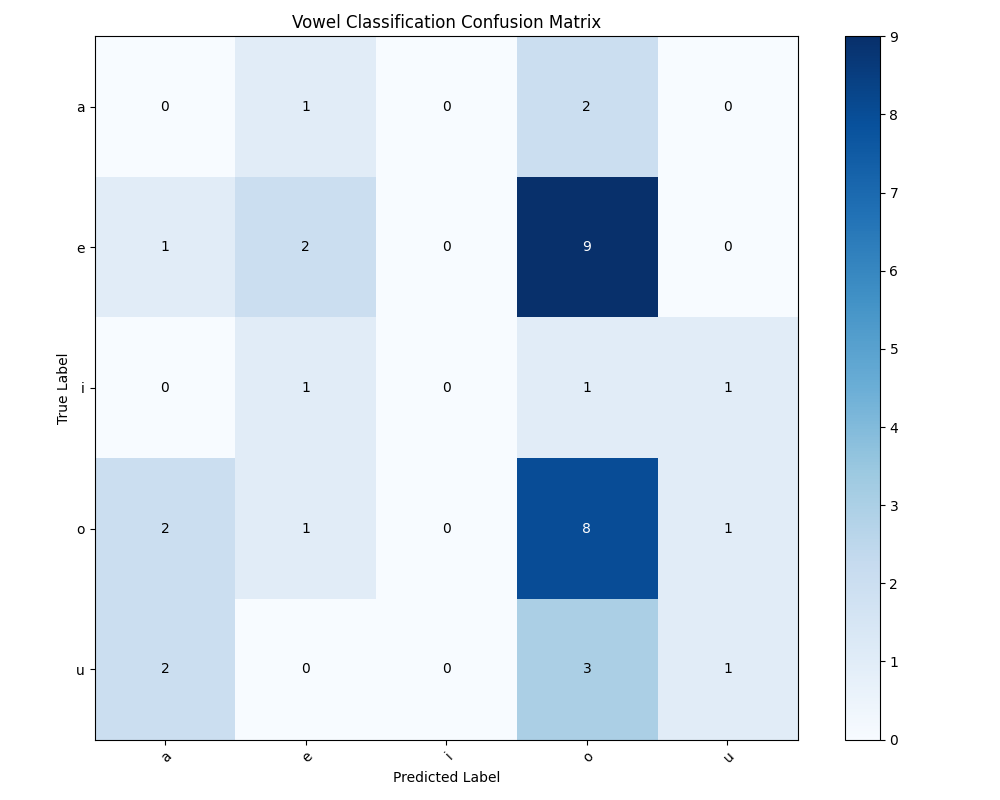 Vowel Classification Confusion Matrix
a 0 1 0 2 0
e 1 2 0 9 0
i 0 1 0 1 1
o 2 1 0 8 1
u 2 0 0 3 1
a e i o u
True Label
Predicted Label
9
8
7
6
5
4
3
2
1
0